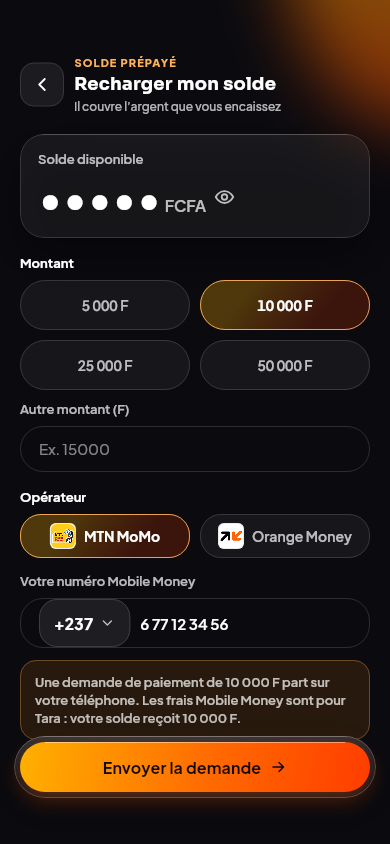 SOLDE PRÉPAYÉ
Recharger mon solde
Il couvre l'argent que vous encaissez
Solde disponible
●●●●● FCFA
Montant
5 000 F
10 000 F
25 000 F
50 000 F
Autre montant (F)
Ex. 15000
Opérateur
MTN MoMo
Orange Money
Votre numéro Mobile Money
+237 6 77 12 34 56
Une demande de paiement de 10 000 F part sur
votre téléphone. Les frais Mobile Money sont pour
Tara : votre solde reçoit 10 000 F.
Envoyer la demande →